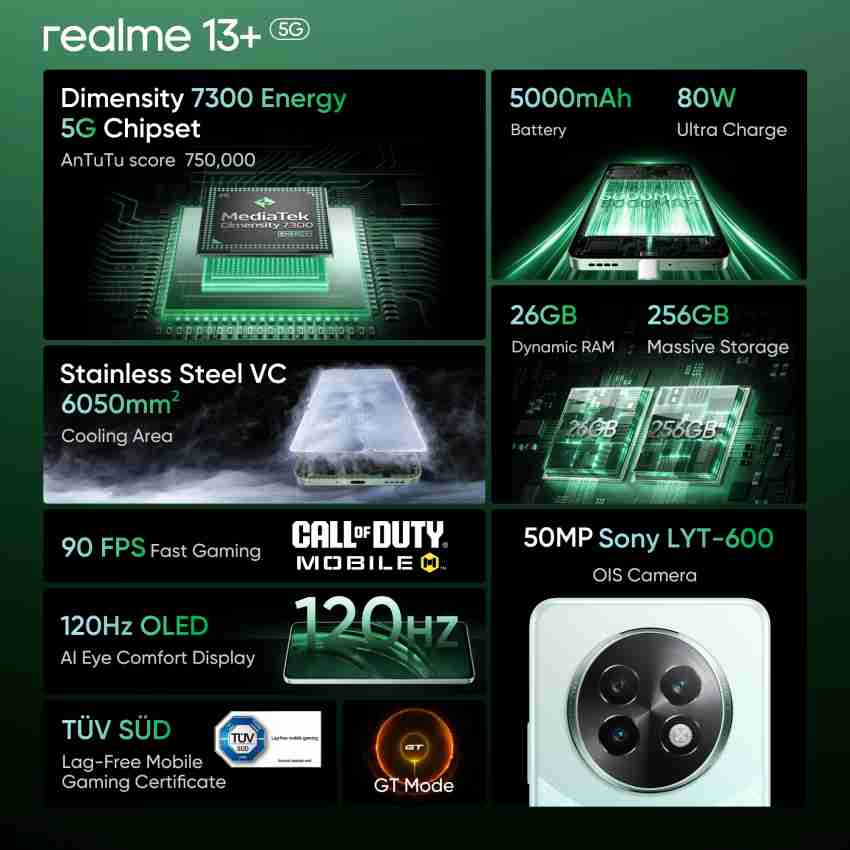 realme 13+ 5G
Dimensity 7300 Energy
5G Chipset
AnTuTu score 750,000
MediaTek
Dimensity 7300
5000mAh
Battery
80W
Ultra Charge
5000mAh
26GB
Dynamic RAM
256GB
Massive Storage
26GB
256GB
Stainless Steel VC
6050mm²
Cooling Area
90 FPS Fast Gaming
CALL OF DUTY
MOBILE
120Hz OLED
AI Eye Comfort Display
120Hz
TÜV SÜD
Lag-Free Mobile
Gaming Certificate
TÜV
SÜD
Lag-free mobile gaming
GT
GT Mode
50MP Sony LYT-600
OIS Camera